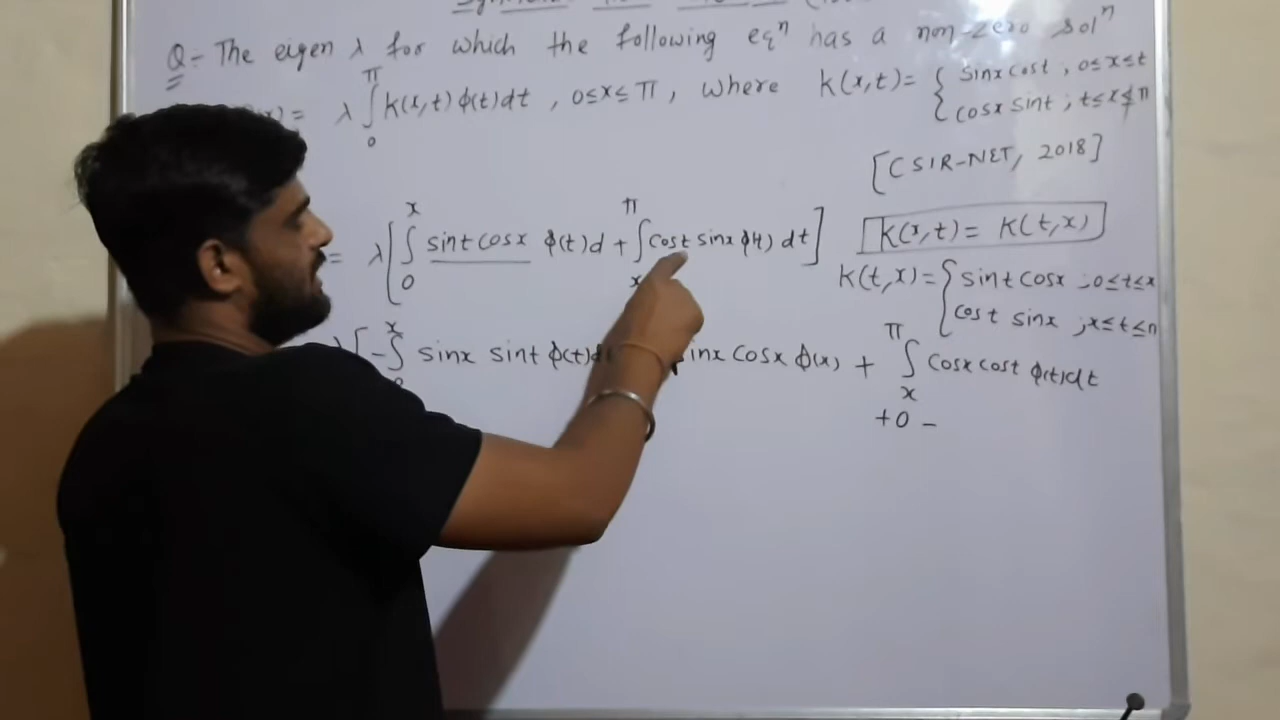 Q- The eigen λ for which the following eqⁿ has a non-zero solⁿ
= λ ∫₀^π K(x,t) ϕ(t)dt , 0≤x≤π, where K(x,t)= { sinx cost ; 0≤x≤t
cosx sint ; t≤x≤π
[CSIR-NET, 2018]
= λ[∫₀^x sint cosx ϕ(t)d + ∫ₓ^π cost sinx ϕ(t) dt]
K(x,t)= K(t,x)
K(t,x)= { sint cosx ; 0≤t≤x
cost sinx ; x≤t≤π
λ[-∫₀^x sinx sint ϕ(t)d inx cosx ϕ(x) + ∫ₓ^π cosx cost ϕ(t)dt
+0 -